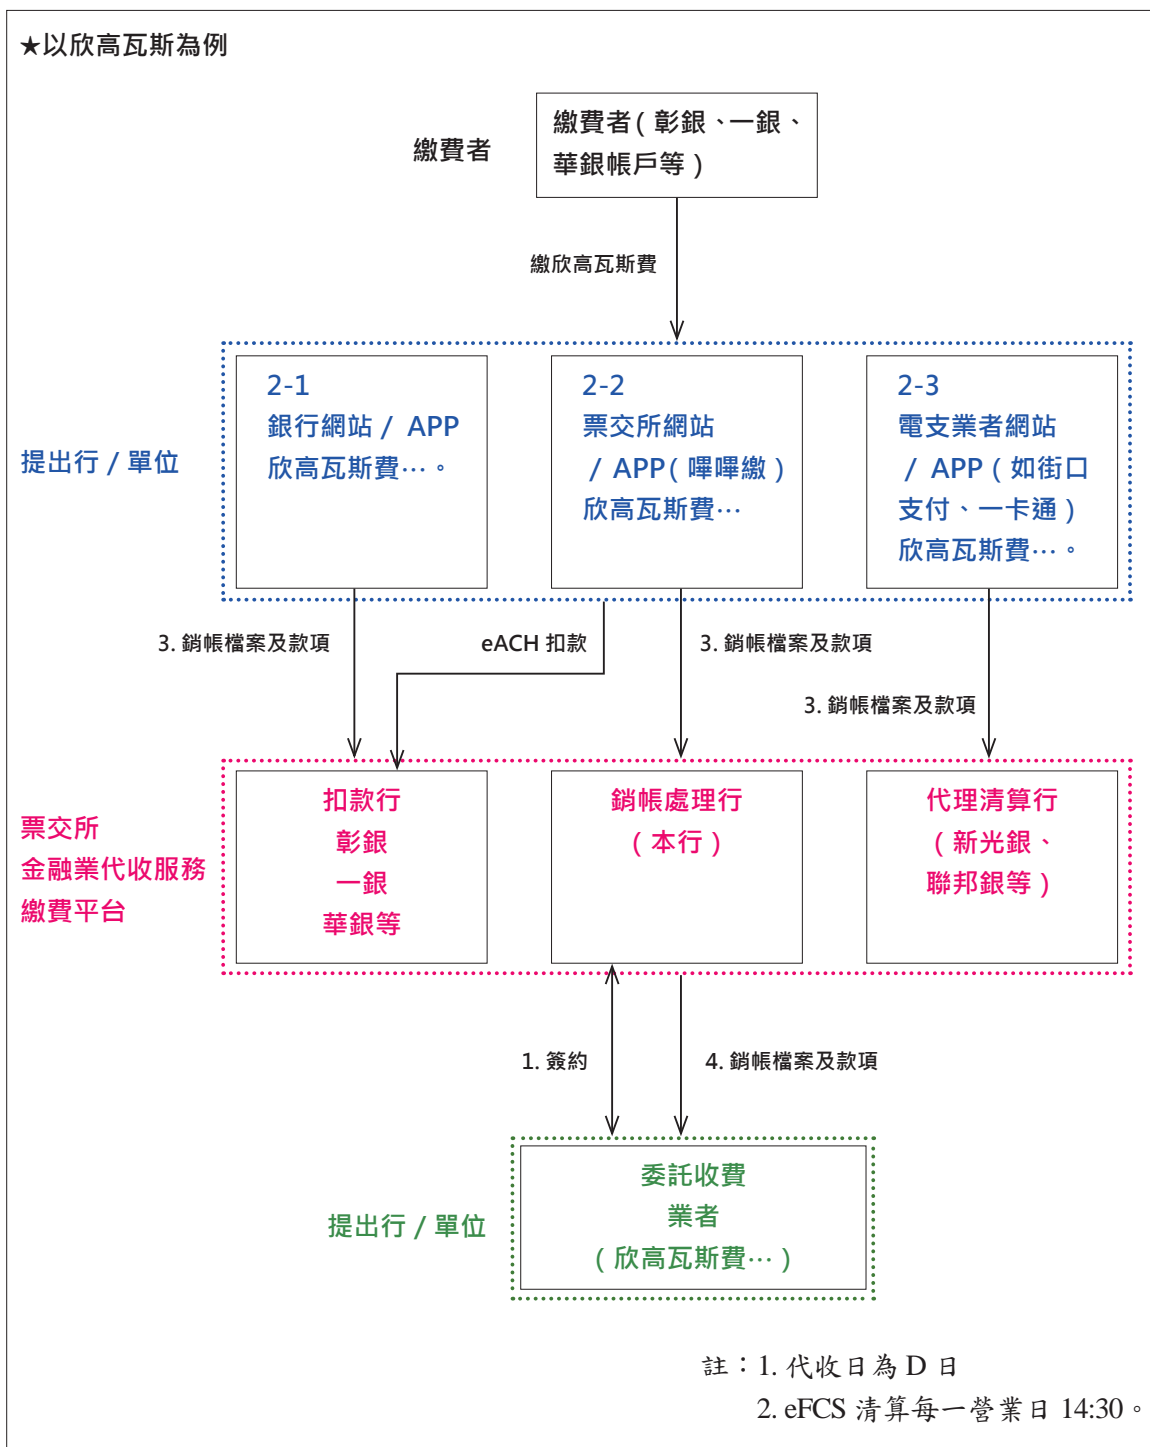 ★以欣高瓦斯為例
繳費者
繳費者（彰銀、一銀、
華銀帳戶等）
繳欣高瓦斯費
提出行 / 單位
2-1
銀行網站 / APP
欣高瓦斯費…。
2-2
票交所網站
/ APP（嗶嗶繳）
欣高瓦斯費…
2-3
電支業者網站
/ APP（如街口
支付、一卡通）
欣高瓦斯費…。
3. 銷帳檔案及款項
eACH 扣款
3. 銷帳檔案及款項
3. 銷帳檔案及款項
票交所
金融業代收服務
繳費平台
扣款行
彰銀
一銀
華銀等
銷帳處理行
（本行）
代理清算行
（新光銀、
聯邦銀等）
1. 簽約
4. 銷帳檔案及款項
提出行 / 單位
委託收費
業者
（欣高瓦斯費…）
註：1. 代收日為 D 日
2. eFCS 清算每一營業日 14:30。